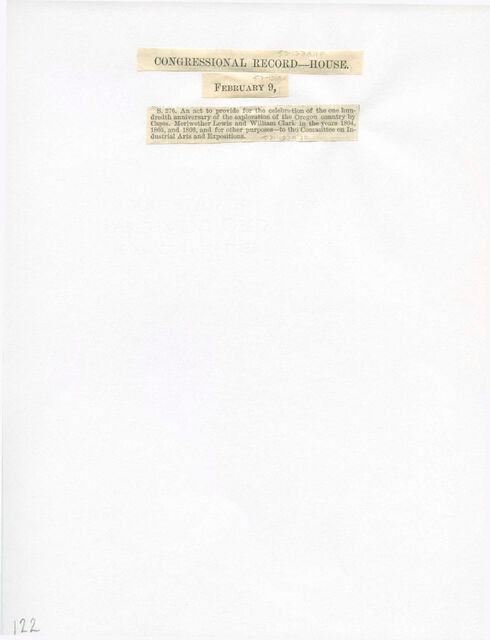 CONGRESSIONAL RECORD—HOUSE.
FEBRUARY 9,
S. 276. An act to provide for the celebration of the one hun-
dredth anniversary of the exploration of the Oregon country by
Capts. Meriwether Lewis and William Clark in the years 1804,
1805, and 1806, and for other purposes—to the Committee on In-
dustrial Arts and Expositions.
122